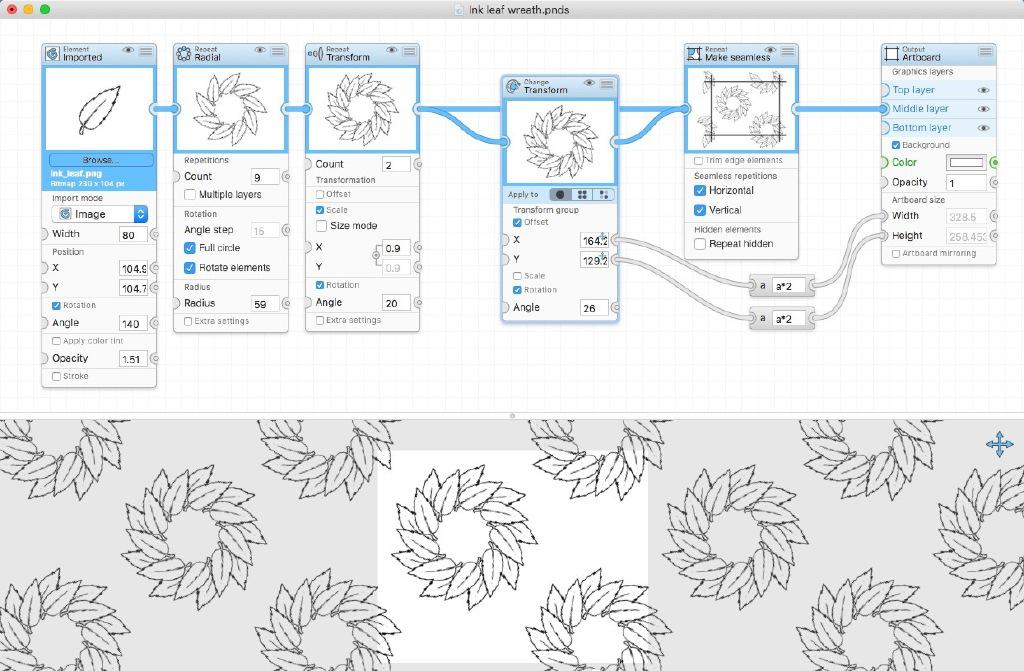 Ink leaf wreath.pnds
Element
Imported
Browse...
ink_leaf.png
Bitmap 230 x 104 px
Import mode
Image
Width 80
Position
X 104.9
Y 104.7
Rotation
Angle 140
Apply color tint
Opacity 1.51
Stroke
Repeat
Radial
Repetitions
Count 9
Multiple layers
Rotation
Angle step 15
Full circle
Rotate elements
Radius
Radius 59
Extra settings
Repeat
Transform
Count 2
Transformation
Offset
Scale
Size mode
X 0.9
Y 0.9
Rotation
Angle 20
Extra settings
Change
Transform
Apply to
Transform group
Offset
X 164.2
Y 129.2
Scale
Rotation
Angle 26
Repeat
Make seamless
Trim edge elements
Seamless repetitions
Horizontal
Vertical
Hidden elements
Repeat hidden
a a*2
a a*2
Output
Artboard
Graphics layers
Top layer
Middle layer
Bottom layer
Background
Color
Opacity 1
Artboard size
Width 328.5
Height 258.453
Artboard mirroring